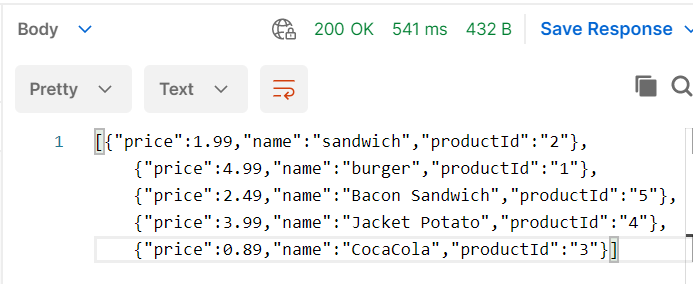 Body 200 OK 541 ms 432 B Save Response
Pretty Text
1 [{"price":1.99,"name":"sandwich","productId":"2"},
{"price":4.99,"name":"burger","productId":"1"},
{"price":2.49,"name":"Bacon Sandwich","productId":"5"},
{"price":3.99,"name":"Jacket Potato","productId":"4"},
{"price":0.89,"name":"CocaCola","productId":"3"}]